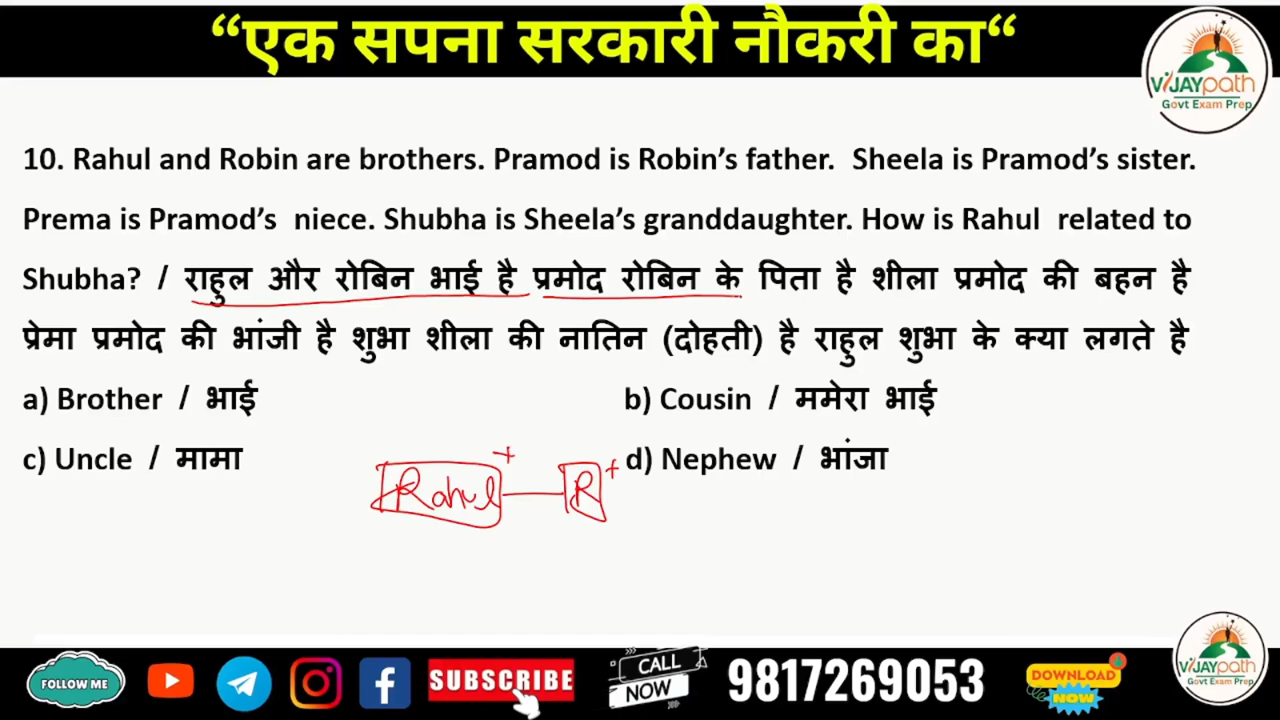 “एक सपना सरकारी नौकरी का“
ViJAYpath
Govt Exam Prep
10. Rahul and Robin are brothers. Pramod is Robin’s father. Sheela is Pramod’s sister.
Prema is Pramod’s niece. Shubha is Sheela’s granddaughter. How is Rahul related to
Shubha? / राहुल और रोबिन भाई है प्रमोद रोबिन के पिता है शीला प्रमोद की बहन है
प्रेमा प्रमोद की भांजी है शुभा शीला की नातिन (दोहती) है राहुल शुभा के क्या लगते है
a) Brother / भाई
b) Cousin / ममेरा भाई
c) Uncle / मामा
d) Nephew / भांजा
Rahul + R +
ViJAYpath
Govt Exam Prep
FOLLOW ME
SUBSCRIBE
CALL
NOW
9817269053
DOWNLOAD
NOW